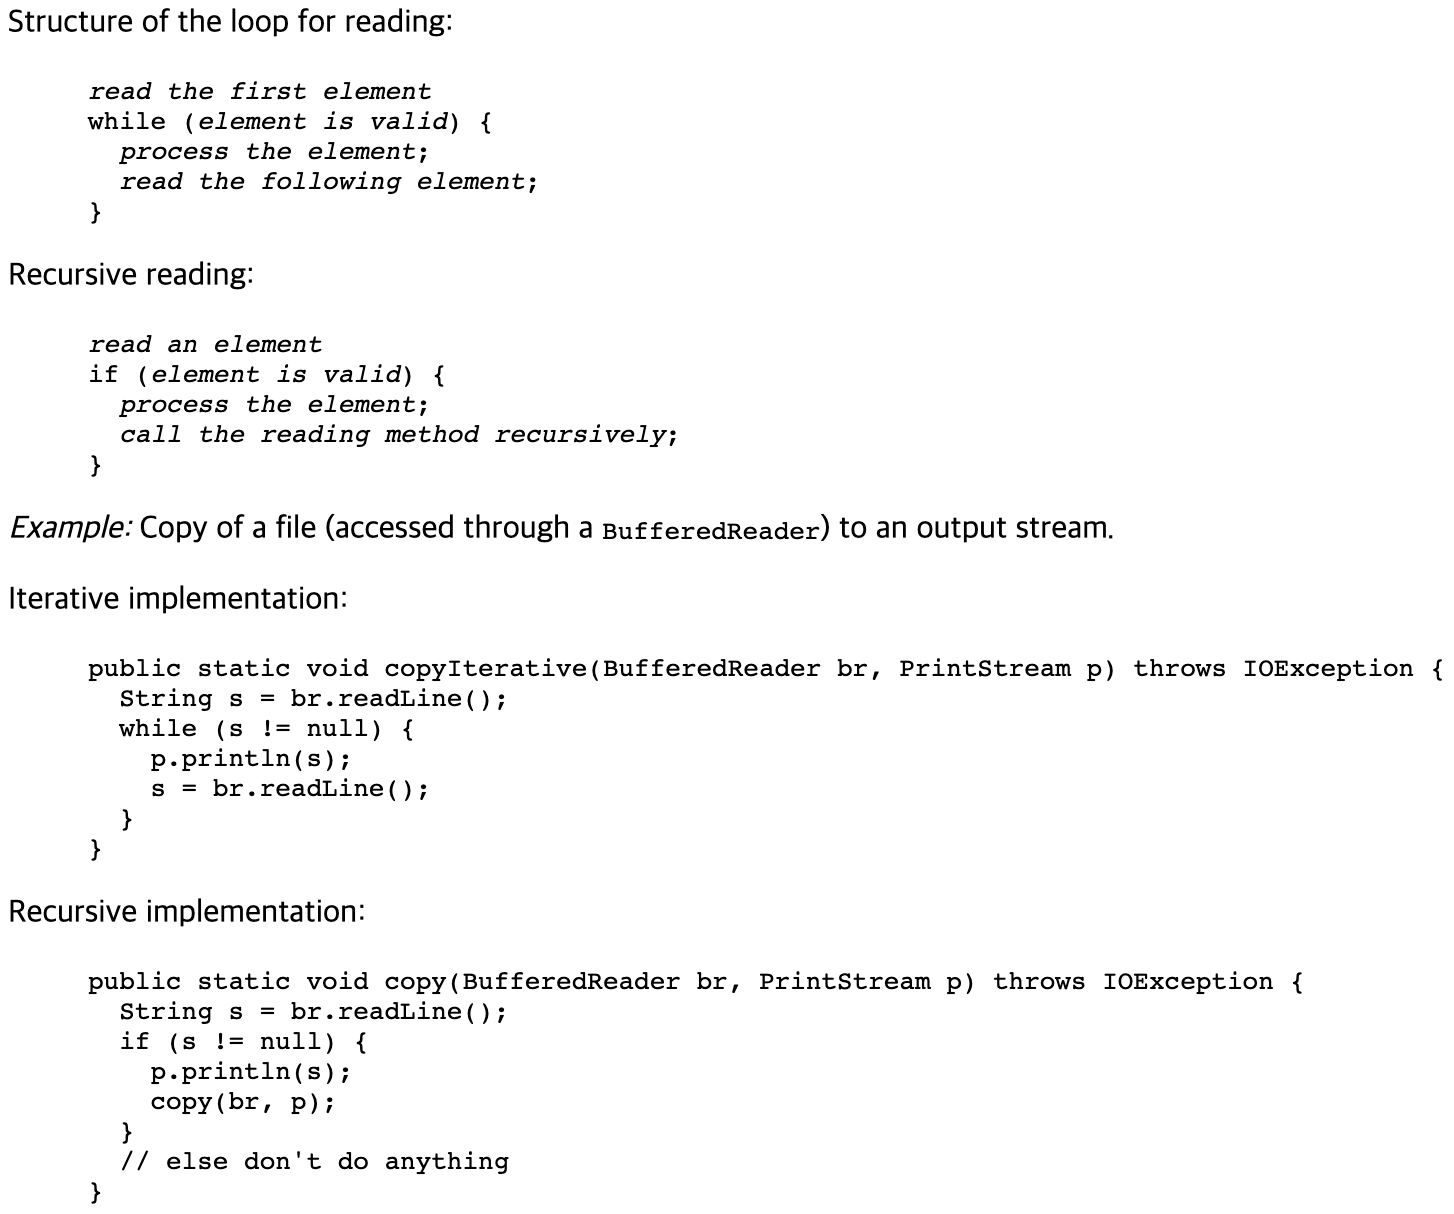 Structure of the loop for reading:
read the first element
while (element is valid) {
  process the element;
  read the following element;
}
Recursive reading:
read an element
if (element is valid) {
  process the element;
  call the reading method recursively;
}
Example: Copy of a file (accessed through a BufferedReader) to an output stream.
Iterative implementation:
public static void copyIterative(BufferedReader br, PrintStream p) throws IOException {
  String s = br.readLine();
  while (s != null) {
    p.println(s);
    s = br.readLine();
  }
}
Recursive implementation:
public static void copy(BufferedReader br, PrintStream p) throws IOException {
  String s = br.readLine();
  if (s != null) {
    p.println(s);
    copy(br, p);
  }
  // else don't do anything
}